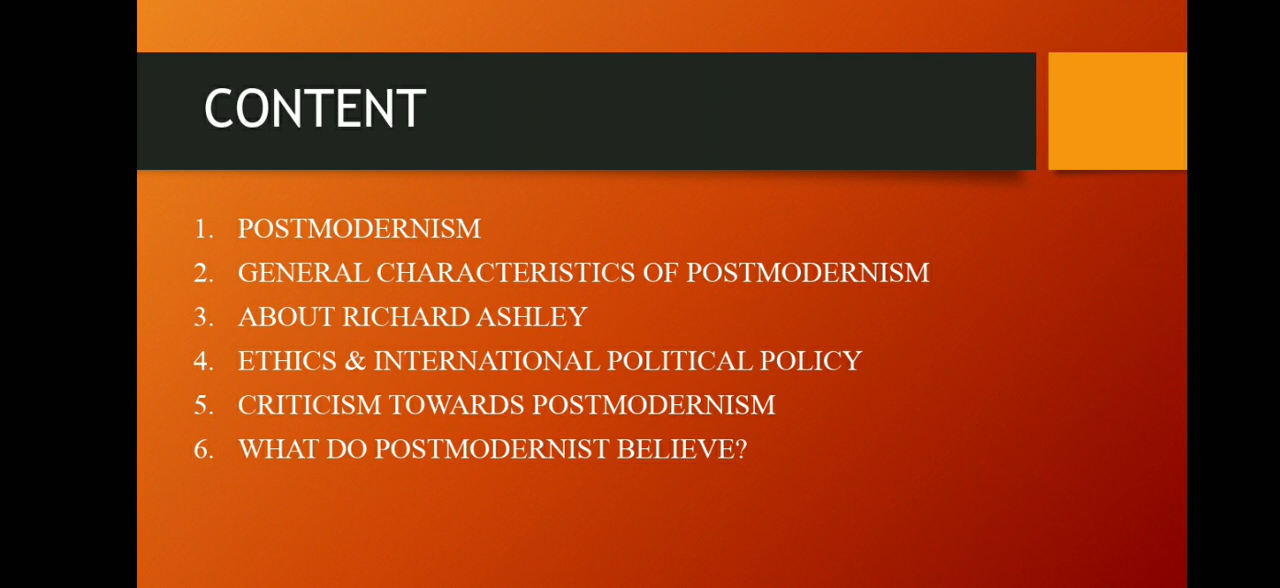 CONTENT
1. POSTMODERNISM
2. GENERAL CHARACTERISTICS OF POSTMODERNISM
3. ABOUT RICHARD ASHLEY
4. ETHICS & INTERNATIONAL POLITICAL POLICY
5. CRITICISM TOWARDS POSTMODERNISM
6. WHAT DO POSTMODERNIST BELIEVE?